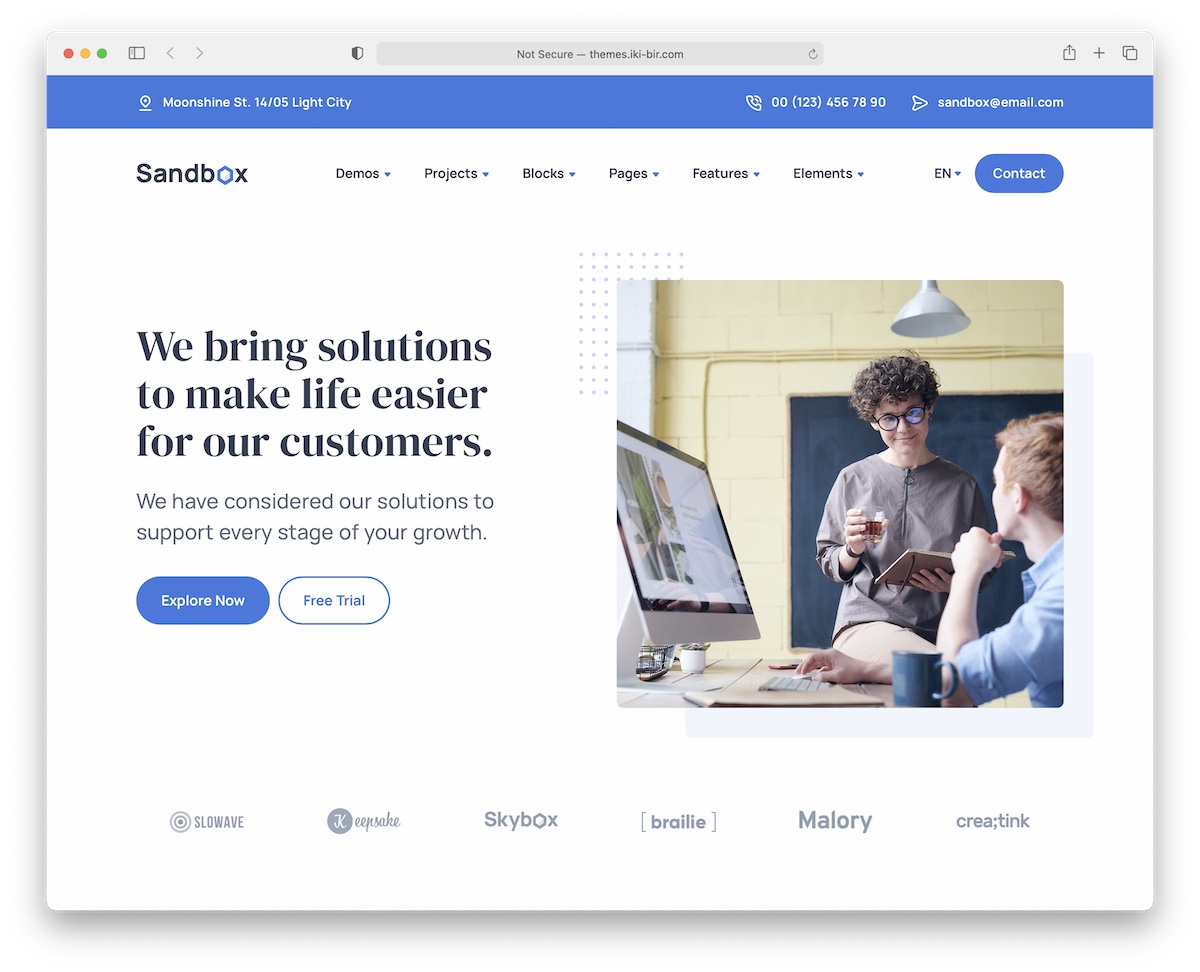 Not Secure — themes.iki-bir.com
Moonshine St. 14/05 Light City
00 (123) 456 78 90
sandbox@email.com
Sandbox
Demos
Projects
Blocks
Pages
Features
Elements
EN
Contact
We bring solutions
to make life easier
for our customers.
We have considered our solutions to
support every stage of your growth.
Explore Now
Free Trial
SLOWAVE
Keepsake
Skybox
[ brailie ]
Malory
crea;tink